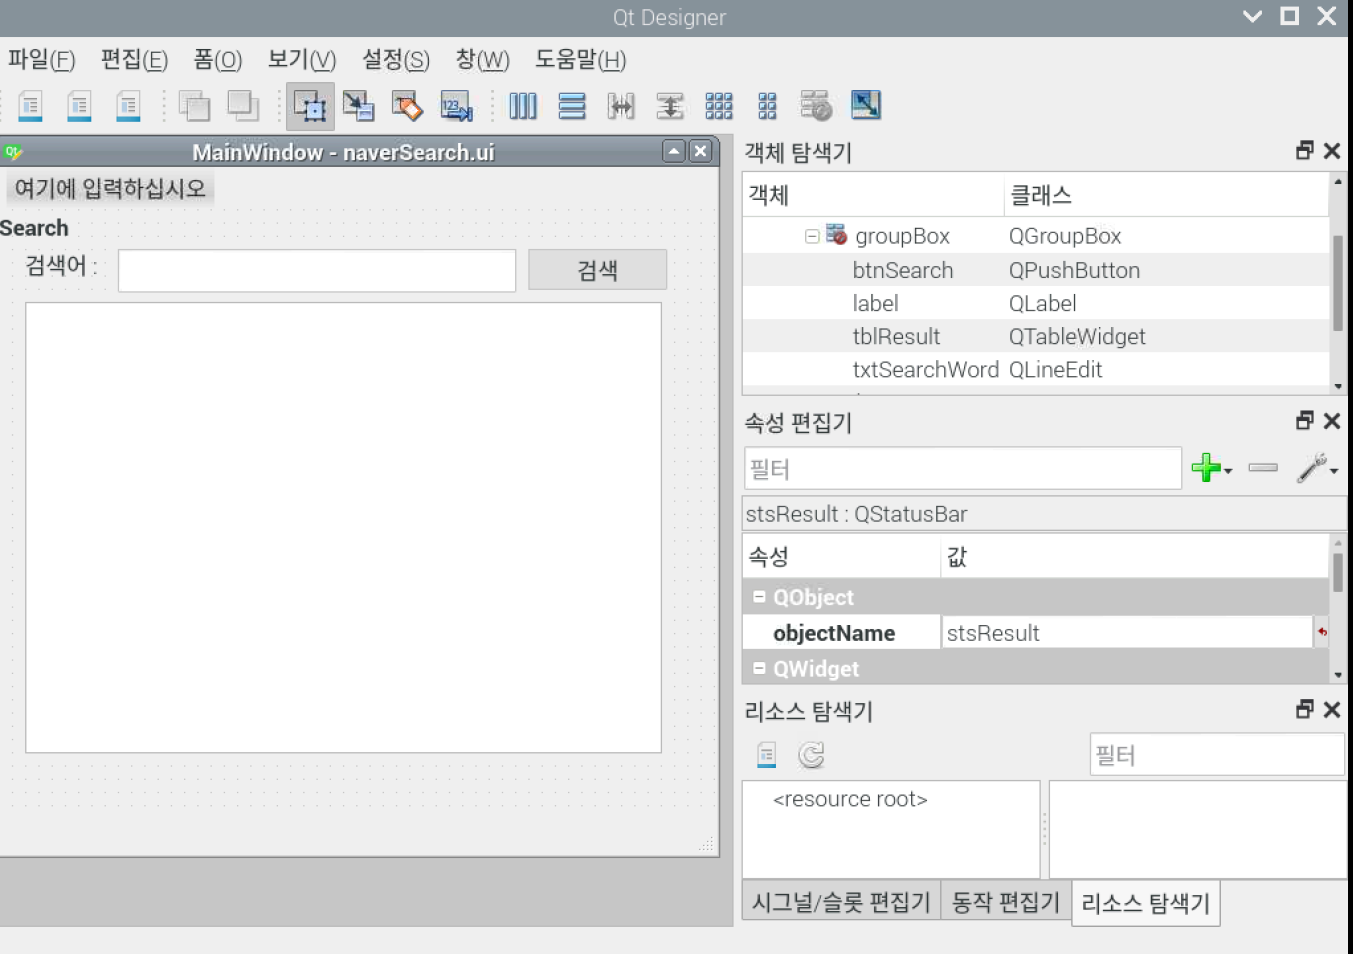 Qt Designer
파일(F) 편집(E) 폼(O) 보기(V) 설정(S) 창(W) 도움말(H)
123
Qt
MainWindow - naverSearch.ui
여기에 입력하십시오
Search
검색어 :
검색
객체 탐색기
객체 클래스
groupBox QGroupBox
btnSearch QPushButton
label QLabel
tblResult QTableWidget
txtSearchWord QLineEdit
속성 편집기
필터
stsResult : QStatusBar
속성 값
QObject
objectName stsResult
QWidget
리소스 탐색기
필터
<resource root>
시그널/슬롯 편집기 동작 편집기 리소스 탐색기